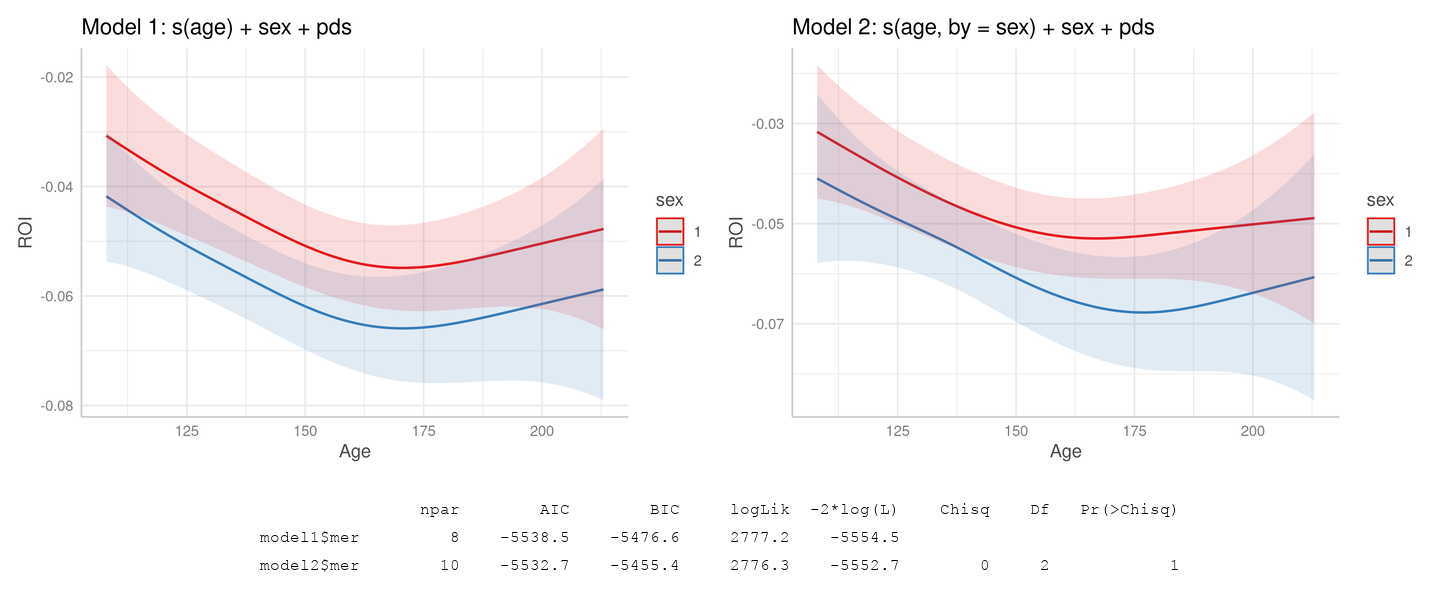 Model 1: s(age) + sex + pds
-0.02
-0.04
-0.06
-0.08
ROI
125 150 175 200
Age
sex
1
2
Model 2: s(age, by = sex) + sex + pds
-0.03
-0.05
-0.07
ROI
125 150 175 200
Age
sex
1
2
npar AIC BIC logLik -2*log(L) Chisq Df Pr(>Chisq)
model1$mer 8 -5538.5 -5476.6 2777.2 -5554.5
model2$mer 10 -5532.7 -5455.4 2776.3 -5552.7 0 2 1